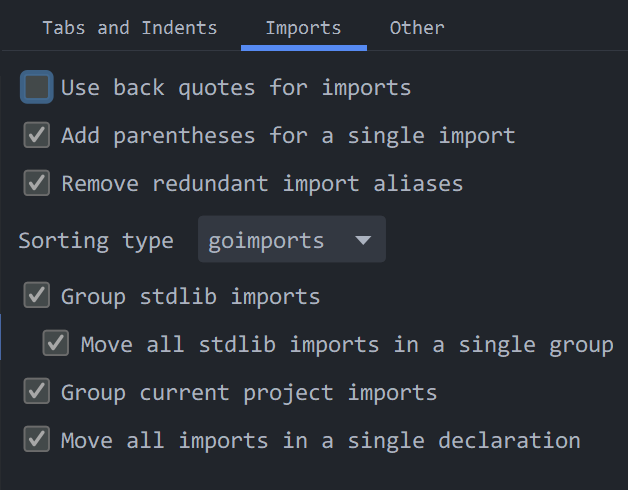 Tabs and Indents Imports Other
Use back quotes for imports
Add parentheses for a single import
Remove redundant import aliases
Sorting type goimports
Group stdlib imports
Move all stdlib imports in a single group
Group current project imports
Move all imports in a single declaration